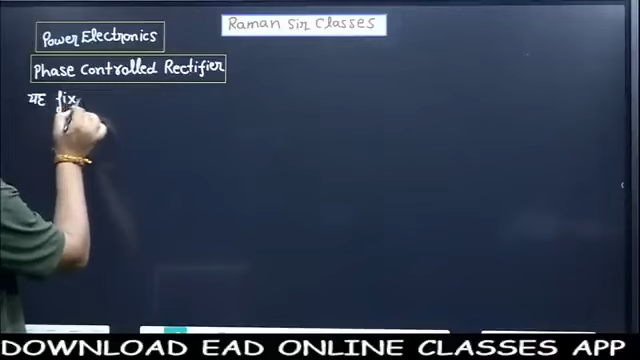 Raman Sir Classes
Power Electronics
Phase Controlled Rectifier
यह fix
DOWNLOAD EAD ONLINE CLASSES APP